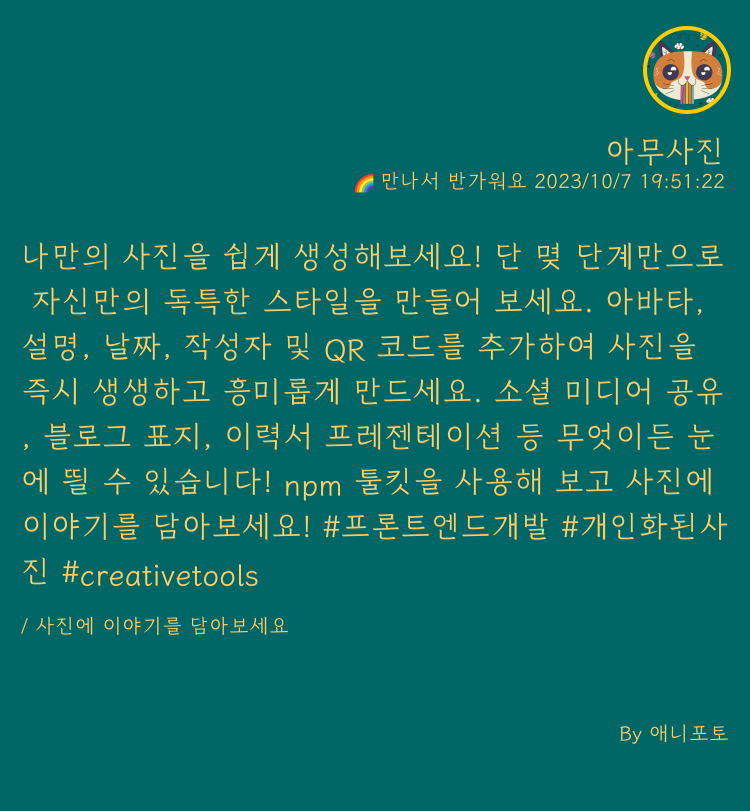 아무사진
🌈 만나서 반가워요 2023/10/7 19:51:22
나만의 사진을 쉽게 생성해보세요! 단 몇 단계만으로
자신만의 독특한 스타일을 만들어 보세요. 아바타,
설명, 날짜, 작성자 및 QR 코드를 추가하여 사진을
즉시 생생하고 흥미롭게 만드세요. 소셜 미디어 공유
, 블로그 표지, 이력서 프레젠테이션 등 무엇이든 눈
에 띌 수 있습니다! npm 툴킷을 사용해 보고 사진에
이야기를 담아보세요! #프론트엔드개발 #개인화된사
진 #creativetools
/ 사진에 이야기를 담아보세요
By 애니포토